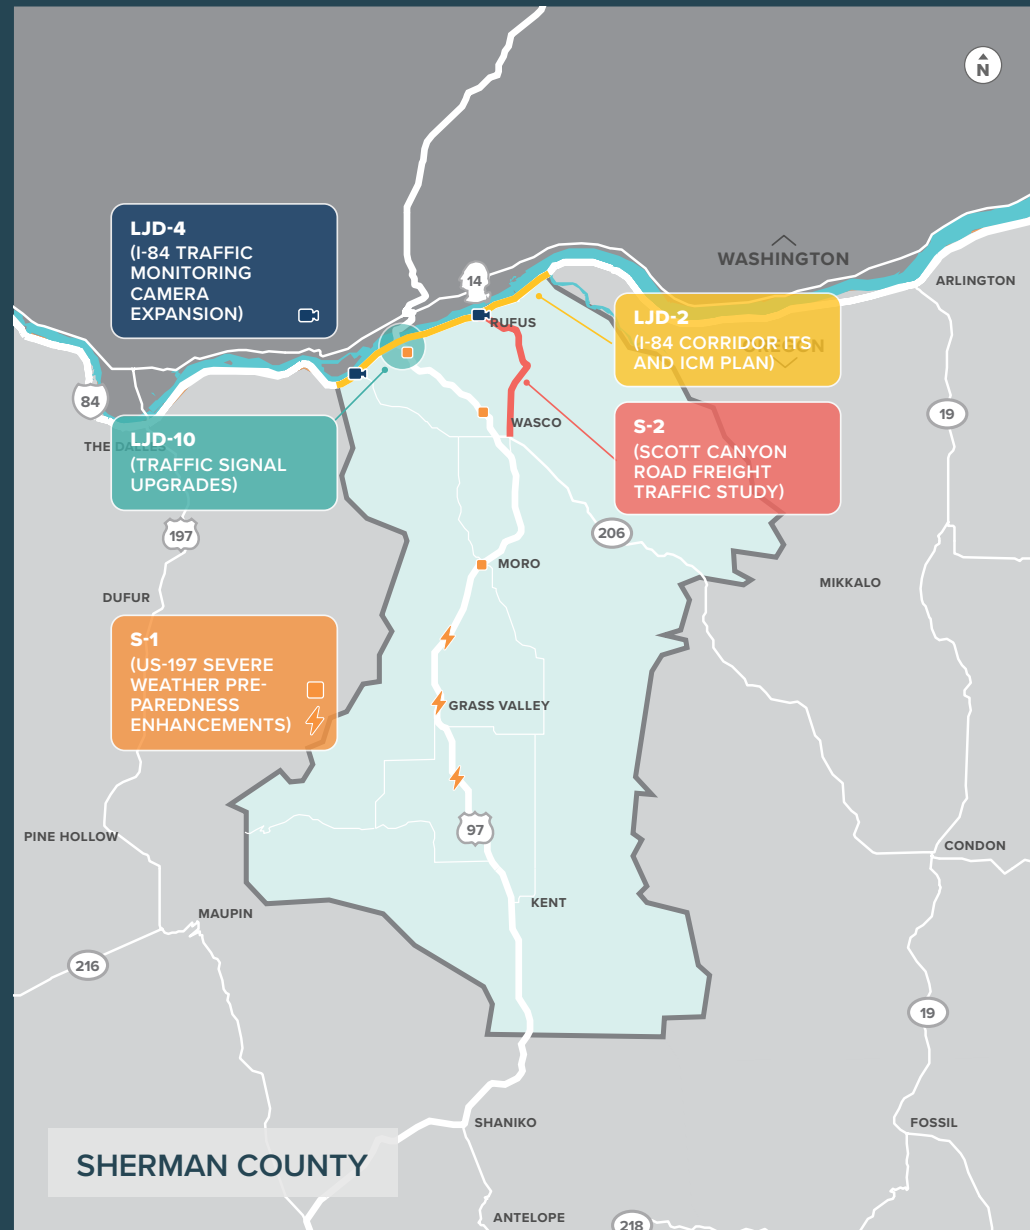 N
LJD-4
(I-84 TRAFFIC
MONITORING
CAMERA
EXPANSION)
14
WASHINGTON
ARLINGTON
RUFUS
LJD-2
(I-84 CORRIDOR ITS
AND ICM PLAN)
OREGON
84
19
THE DALLES
LJD-10
(TRAFFIC SIGNAL
UPGRADES)
WASCO
S-2
(SCOTT CANYON
ROAD FREIGHT
TRAFFIC STUDY)
197
206
MORO
MIKKALO
DUFUR
S-1
(US-197 SEVERE
WEATHER PRE-
PAREDNESS
ENHANCEMENTS)
GRASS VALLEY
97
PINE HOLLOW
CONDON
KENT
MAUPIN
216
19
SHANIKO
FOSSIL
SHERMAN COUNTY
ANTELOPE
218